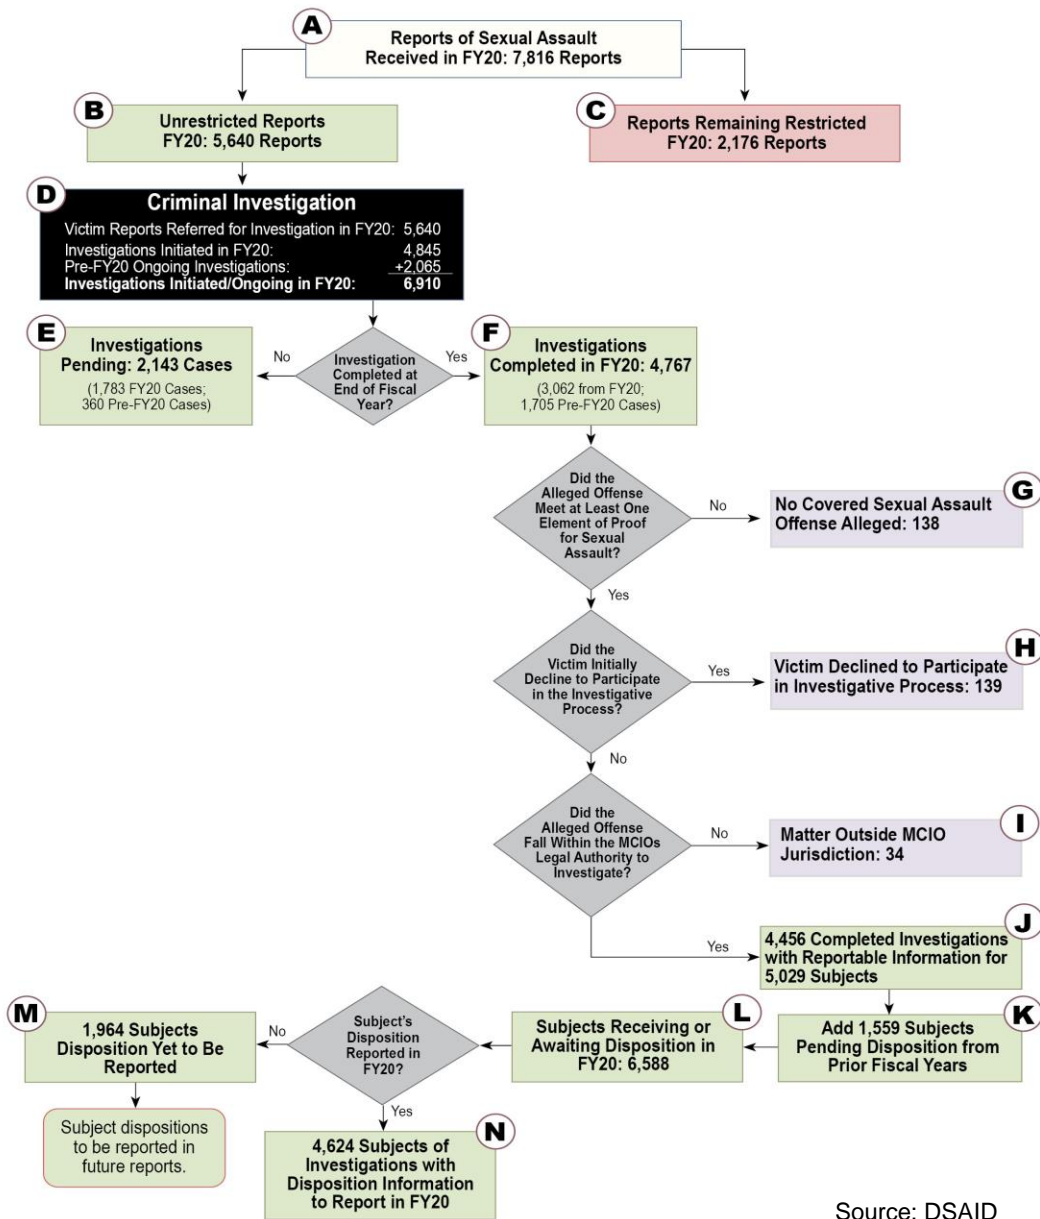 A
Reports of Sexual Assault
Received in FY20: 7,816 Reports
B
Unrestricted Reports
FY20: 5,640 Reports
C
Reports Remaining Restricted
FY20: 2,176 Reports
D
Criminal Investigation
Victim Reports Referred for Investigation in FY20: 5,640
Investigations Initiated in FY20: 4,845
Pre-FY20 Ongoing Investigations: +2,065
Investigations Initiated/Ongoing in FY20: 6,910
E
Investigations
Pending: 2,143 Cases
(1,783 FY20 Cases;
360 Pre-FY20 Cases)
No
Investigation
Completed at
End of Fiscal
Year?
Yes
F
Investigations
Completed in FY20: 4,767
(3,062 from FY20;
1,705 Pre-FY20 Cases)
Did the
Alleged Offense
Meet at Least One
Element of Proof
for Sexual
Assault?
No
G
No Covered Sexual Assault
Offense Alleged: 138
Yes
Did the
Victim Initially
Decline to Participate
in the Investigative
Process?
Yes
H
Victim Declined to Participate
in Investigative Process: 139
No
Did the
Alleged Offense
Fall Within the MCIOs
Legal Authority to
Investigate?
No
I
Matter Outside MCIO
Jurisdiction: 34
Yes
J
4,456 Completed Investigations
with Reportable Information for
5,029 Subjects
K
Add 1,559 Subjects
Pending Disposition from
Prior Fiscal Years
L
Subjects Receiving or
Awaiting Disposition in
FY20: 6,588
Subject's
Disposition
Reported in
FY20?
No
M
1,964 Subjects
Disposition Yet to Be
Reported
Subject dispositions
to be reported in
future reports.
Yes
N
4,624 Subjects of
Investigations with
Disposition Information
to Report in FY20
Source: DSAID